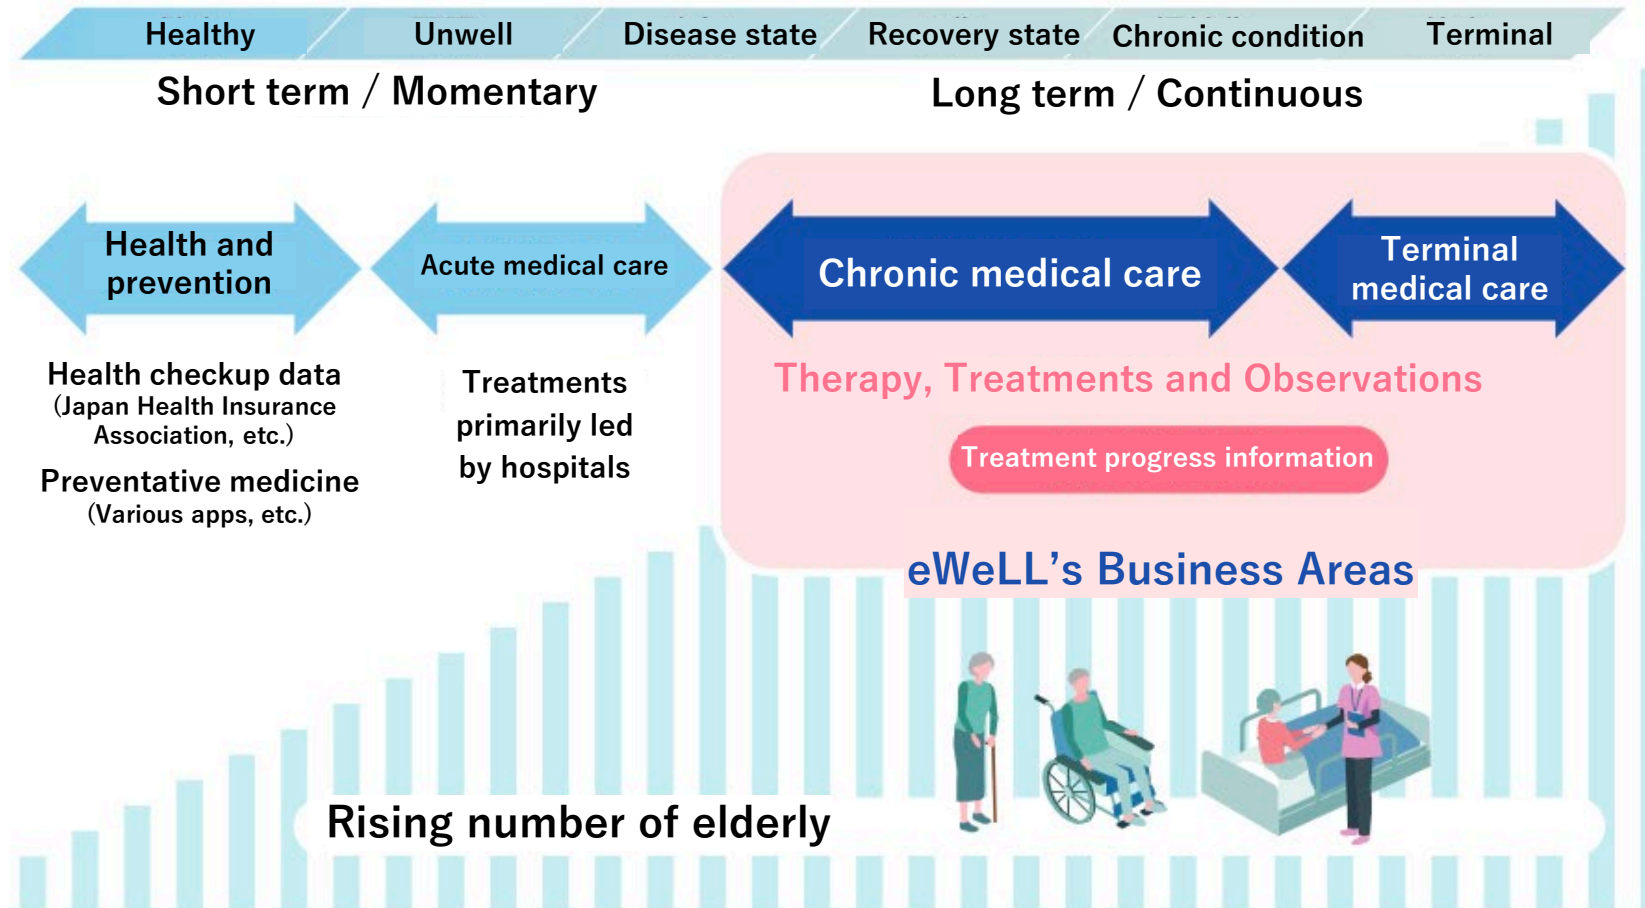 Healthy
Unwell
Disease state
Recovery state
Chronic condition
Terminal
Short term / Momentary
Long term / Continuous
Health and
prevention
Acute medical care
Chronic medical care
Terminal
medical care
Health checkup data
(Japan Health Insurance
Association, etc.)
Preventative medicine
(Various apps, etc.)
Treatments
primarily led
by hospitals
Therapy, Treatments and Observations
Treatment progress information
eWeLL’s Business Areas
Rising number of elderly